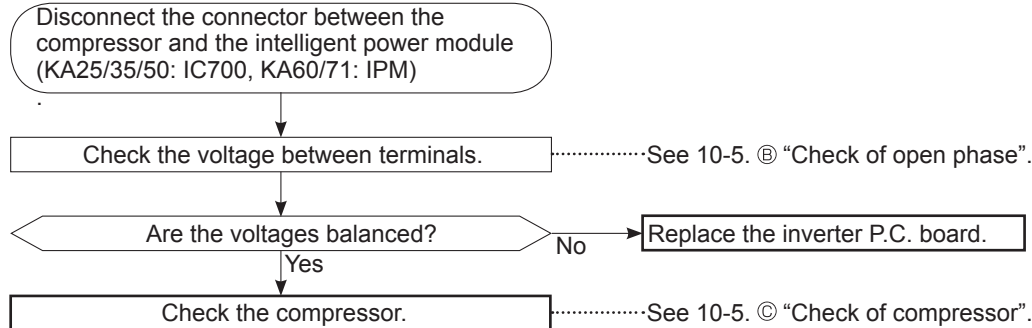 Disconnect the connector between the
compressor and the intelligent power module
(KA25/35/50: IC700, KA60/71: IPM)
.
Check the voltage between terminals.
See 10-5. Ⓑ “Check of open phase”.
Are the voltages balanced?
No
Replace the inverter P.C. board.
Yes
Check the compressor.
See 10-5. Ⓒ “Check of compressor”.